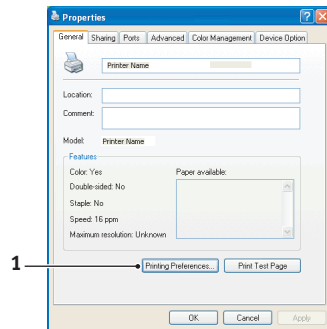 Properties
General Sharing Ports Advanced Color Management Device Option
Printer Name
Location:
Comment:
Model: Printer Name
Features
Color: Yes Paper available:
Double-sided: No
Staple: No
Speed: 16 ppm
Maximum resolution: Unknown
1 Printing Preferences... Print Test Page
OK Cancel Apply